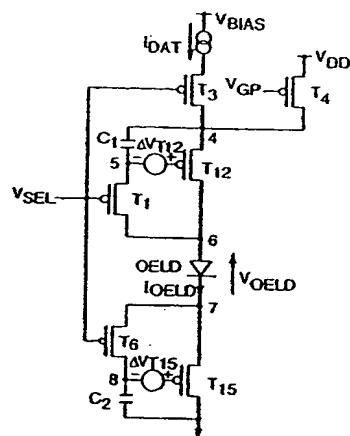 VBIAS
iDAT
VDD
T3
VGP
T4
C1
4
ΔVT12
5
− +
T12
VSEL
T1
6
OELD
VOELD
IOELD
7
T6
ΔVT15
8
− +
T15
C2